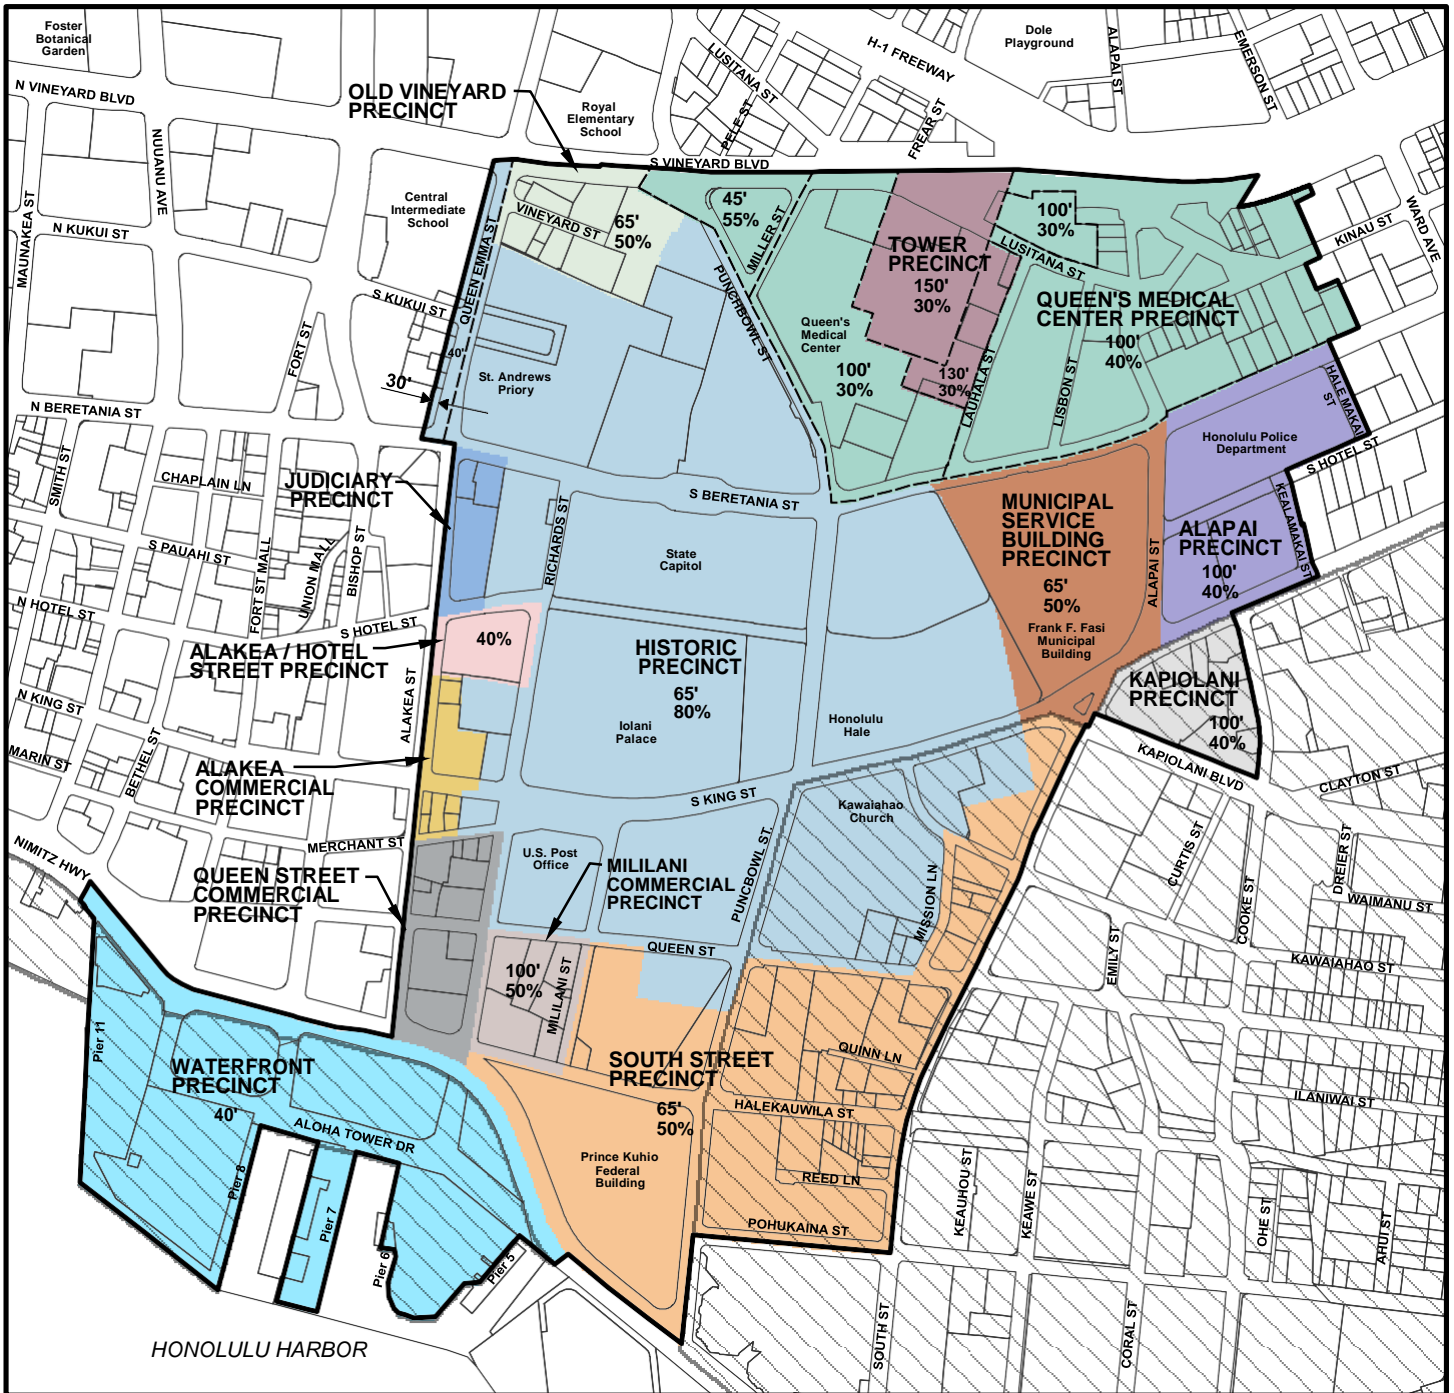 Foster
Botanical
Garden
N VINEYARD BLVD
NUUANU AVE
MAUNAKEA ST
N KUKUI ST
OLD VINEYARD
PRECINCT
Royal
Elementary
School
LUSITANA ST
PELE ST
H-1 FREEWAY
FREAR ST
Dole
Playground
ALAPAI ST
EMERSON ST
S VINEYARD BLVD
Central
Intermediate
School
QUEEN EMMA ST
VINEYARD ST
65'
50%
45'
55%
MILLER ST
PUNCHBOWL ST
TOWER
PRECINCT
150'
30%
100'
30%
LUSITANA ST
KINAU ST
WARD AVE
QUEEN'S MEDICAL
CENTER PRECINCT
100'
40%
Queen's
Medical
Center
100'
30%
130'
30%
LAUHALA ST
LISBON ST
S KUKUI ST
FORT ST
40'
30'
St. Andrews
Priory
N BERETANIA ST
SMITH ST
CHAPLAIN LN
JUDICIARY
PRECINCT
S PAUAHI ST
FORT ST MALL
UNION MALL
BISHOP ST
RICHARDS ST
S BERETANIA ST
State
Capitol
HALE MAKAI
ST
Honolulu Police
Department
S HOTEL ST
KEALAMAKAI ST
MUNICIPAL
SERVICE
BUILDING
PRECINCT
65'
50%
Frank F. Fasi
Municipal
Building
ALAPAI ST
ALAPAI
PRECINCT
100'
40%
N HOTEL ST
S HOTEL ST
ALAKEA / HOTEL
STREET PRECINCT
40%
HISTORIC
PRECINCT
65'
80%
KAPIOLANI
PRECINCT
100'
40%
N KING ST
ALAKEA ST
Iolani
Palace
Honolulu
Hale
MARIN ST
BETHEL ST
ALAKEA
COMMERCIAL
PRECINCT
KAPIOLANI BLVD
CLAYTON ST
S KING ST
Kawaiahao
Church
NIMITZ HWY
MERCHANT ST
U.S. Post
Office
MILILANI
COMMERCIAL
PRECINCT
PUNCBOWL ST.
QUEEN STREET
COMMERCIAL
PRECINCT
MISSION LN
CURTIS ST
COOKE ST
DREIER ST
WAIMANU ST
QUEEN ST
EMILY ST
KAWAIAHAO ST
100'
50%
MILILANI ST
Pier 11
WATERFRONT
PRECINCT
40'
SOUTH STREET
PRECINCT
65'
50%
QUINN LN
HALEKAUWILA ST
ILANIWAI ST
ALOHA TOWER DR
Prince Kuhio
Federal
Building
REED LN
POHUKAINA ST
KEAUHOU ST
KEAWE ST
OHE ST
AHUI ST
Pier 8
Pier 7
Pier 6
Pier 5
SOUTH ST
CORAL ST
HONOLULU HARBOR